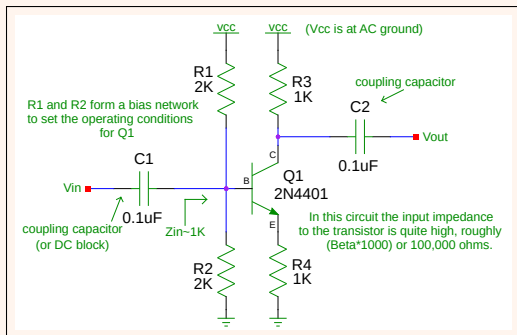 vcc
vcc
(Vcc is at AC ground)
R1
2K
R3
1K
coupling capacitor
R1 and R2 form a bias network
to set the operating conditions
for Q1
C2
Vout
0.1uF
C
C1
B
Q1
2N4401
Vin
0.1uF
coupling capacitor
(or DC block)
Zin~1K
E
In this circuit the input impedance
to the transistor is quite high, roughly
(Beta*1000) or 100,000 ohms.
R2
2K
R4
1K